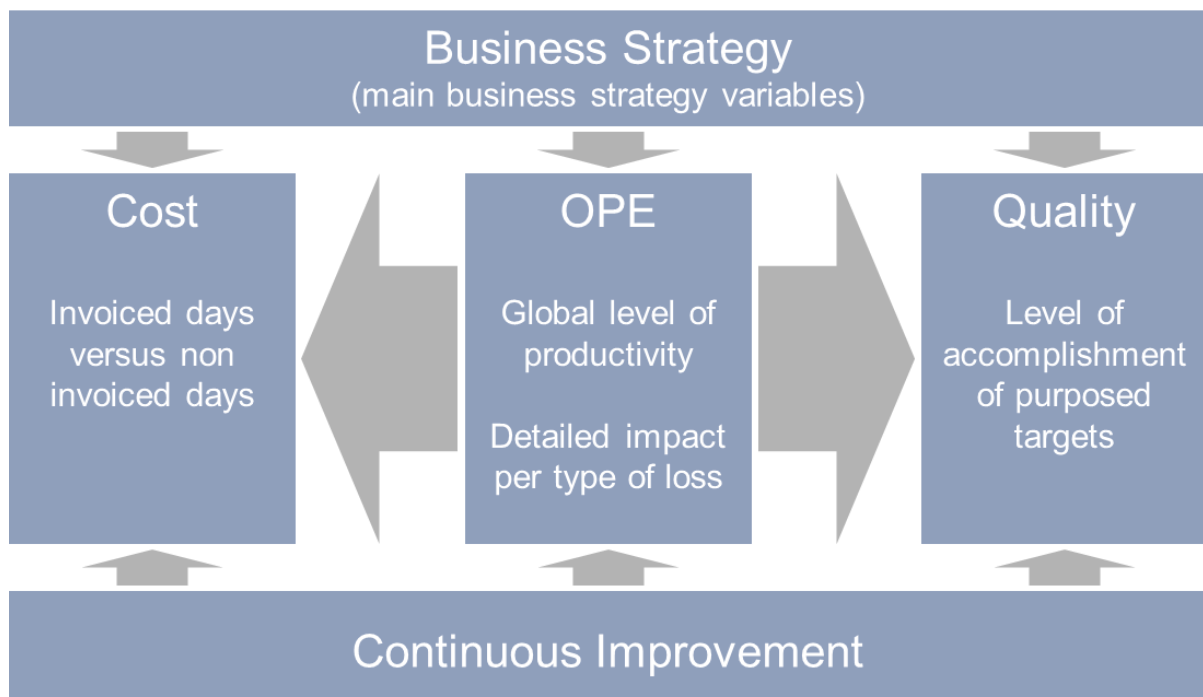 Business Strategy
(main business strategy variables)
Cost
Invoiced days
versus non
invoiced days
OPE
Global level of
productivity
Detailed impact
per type of loss
Quality
Level of
accomplishment
of purposed
targets
Continuous Improvement